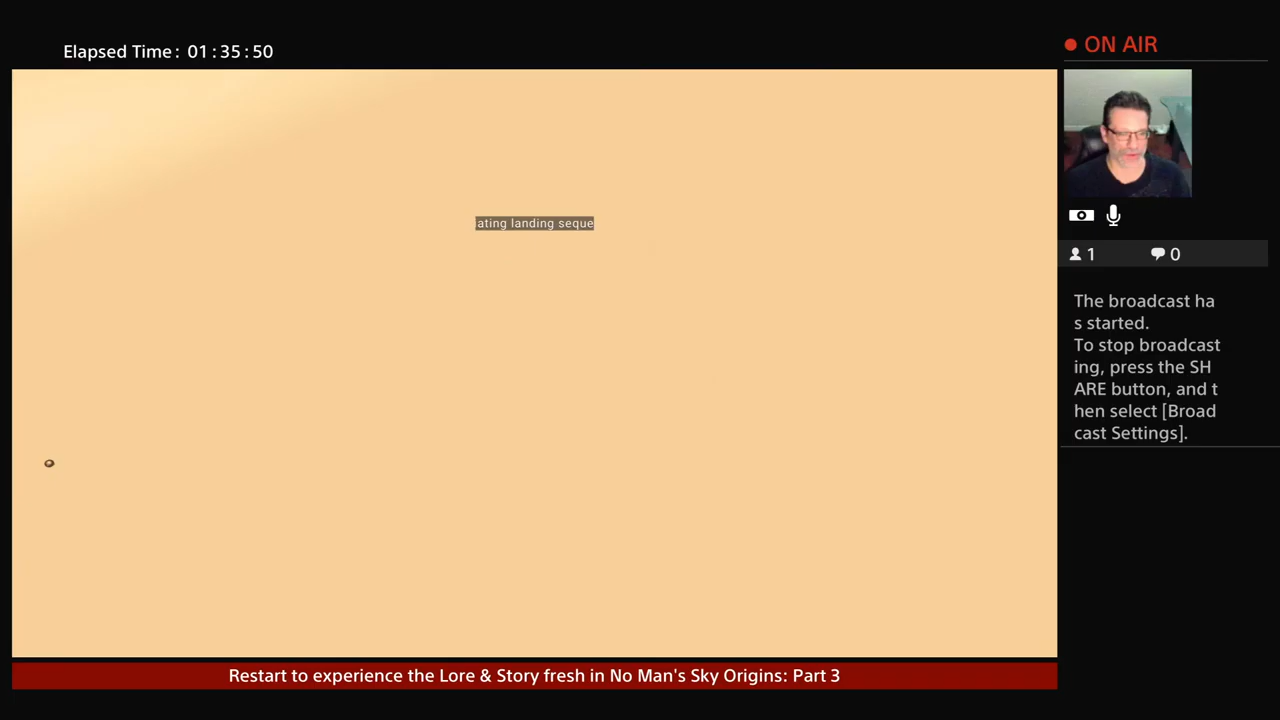 Elapsed Time: 01:35:50
ON AIR
ating landing seque
1
0
The broadcast ha
s started.
To stop broadcast
ing, press the SH
ARE button, and t
hen select [Broad
cast Settings].
Restart to experience the Lore & Story fresh in No Man's Sky Origins: Part 3